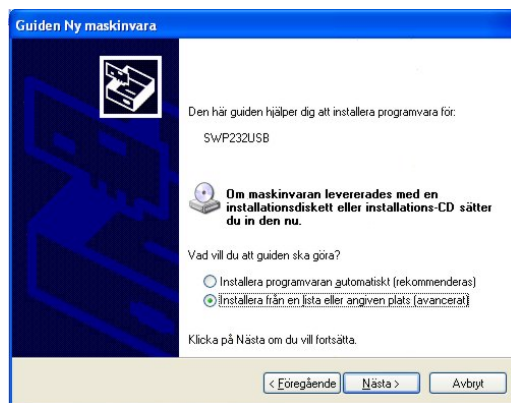 Guiden Ny maskinvara
Den här guiden hjälper dig att installera programvara för:
SWP232USB
Om maskinvaran levererades med en
installationsdiskett eller installations-CD sätter
du in den nu.
Vad vill du att guiden ska göra?
Installera programvaran automatiskt (rekommenderas)
Installera från en lista eller angiven plats (avancerat)
Klicka på Nästa om du vill fortsätta.
< Föregående Nästa > Avbryt